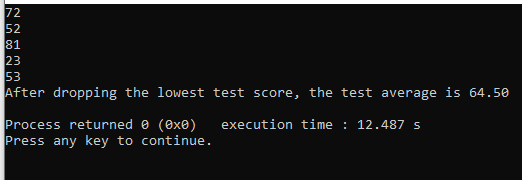 72
52
81
23
53
After dropping the lowest test score, the test average is 64.50
Process returned 0 (0x0)   execution time : 12.487 s
Press any key to continue.